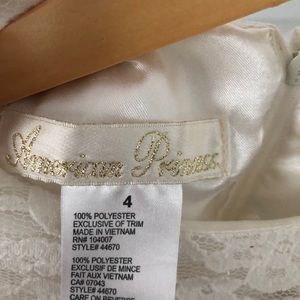 American Princess
4
100% POLYESTER
EXCLUSIVE OF TRIM
MADE IN VIETNAM
RN# 104007
STYLE# 44670
100% POLYESTER
EXCLUSIF DE MINCE
FAIT AUX VIETNAM
CA# 07043
STYLE# 44670
CARE ON REVERSE